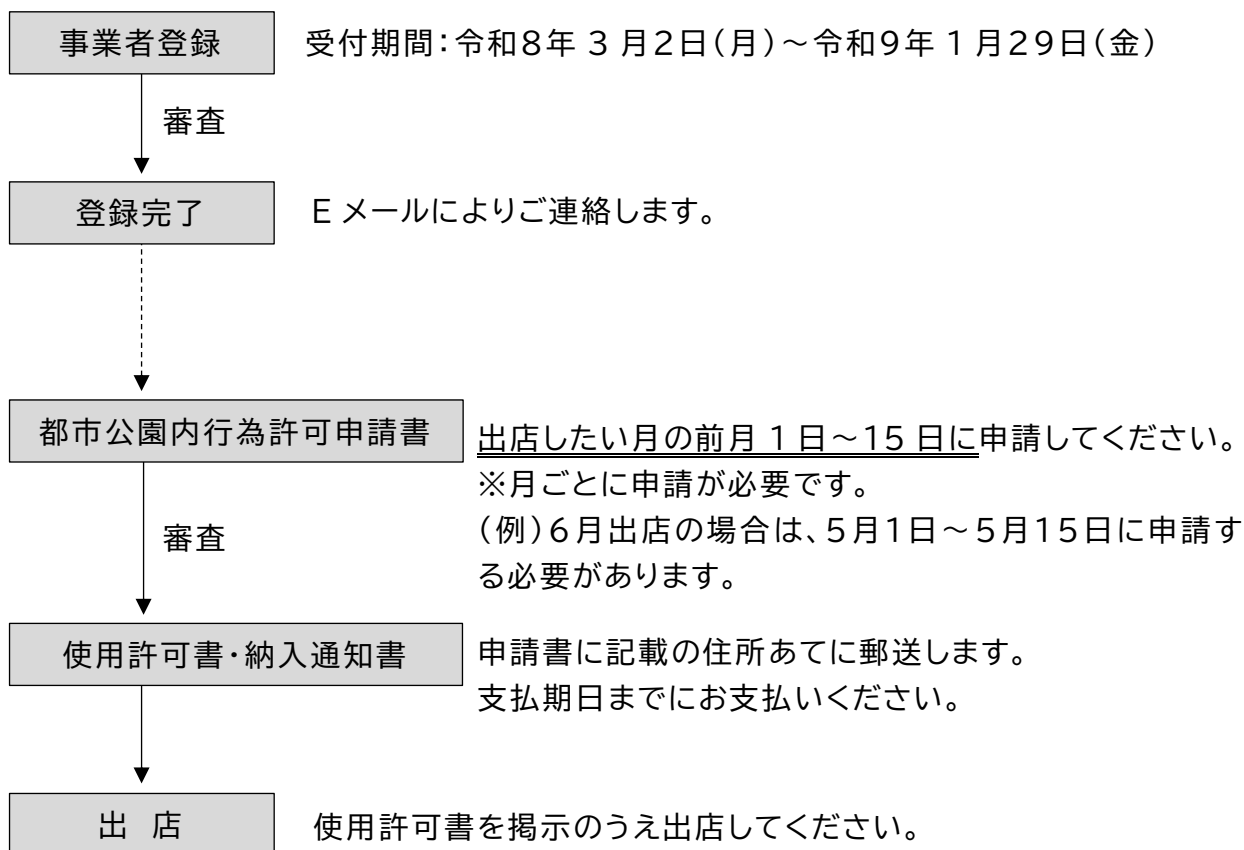 事業者登録
受付期間：令和8年3月2日（月）～令和9年1月29日（金）
審査
登録完了
Eメールによりご連絡します。
都市公園内行為許可申請書
出店したい月の前月1日～15日に申請してください。
※月ごとに申請が必要です。
（例）6月出店の場合は、5月1日～5月15日に申請す
る必要があります。
審査
使用許可書・納入通知書
申請書に記載の住所あてに郵送します。
支払期日までにお支払いください。
出 店
使用許可書を掲示のうえ出店してください。